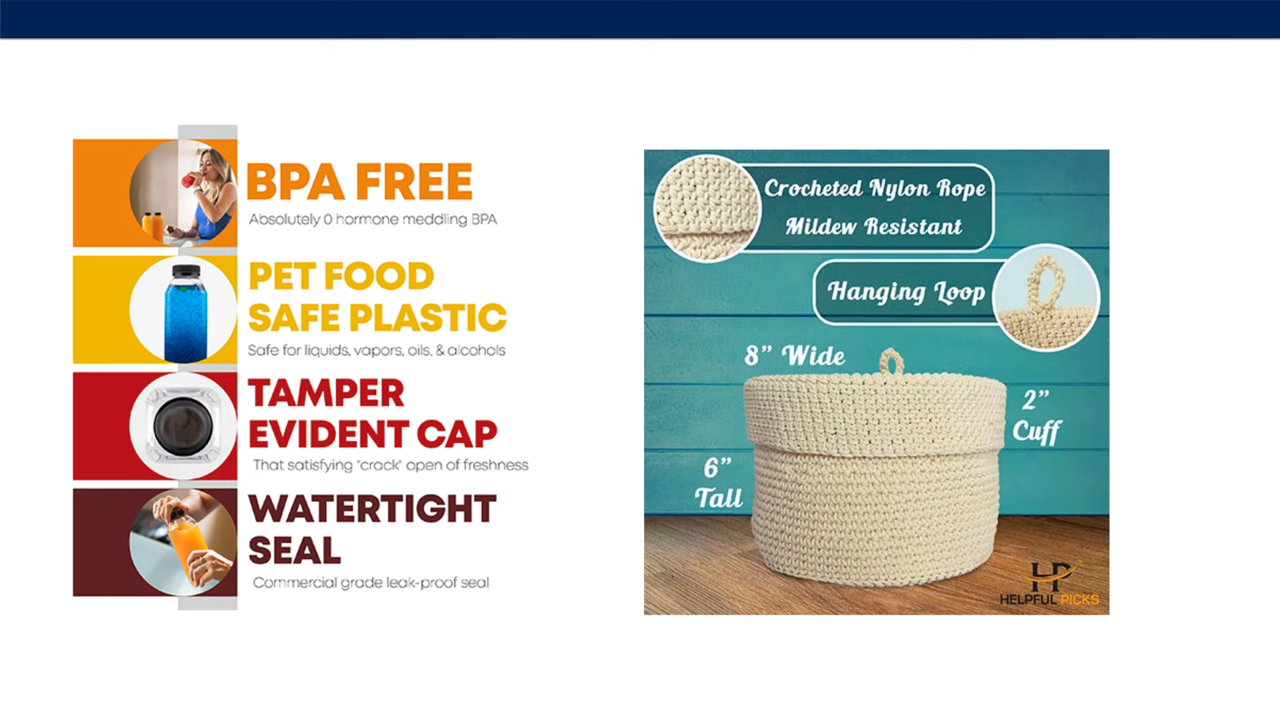 BPA FREE
Absolutely 0 hormone meddling BPA
PET FOOD
SAFE PLASTIC
Safe for liquids, vapors, oils, & alcohols
TAMPER
EVIDENT CAP
That satisfying "crack" open of freshness
WATERTIGHT
SEAL
Commercial grade leak-proof seal
Crocheted Nylon Rope
Mildew Resistant
Hanging Loop
8” Wide
2”
Cuff
6”
Tall
HP
HELPFUL PICKS